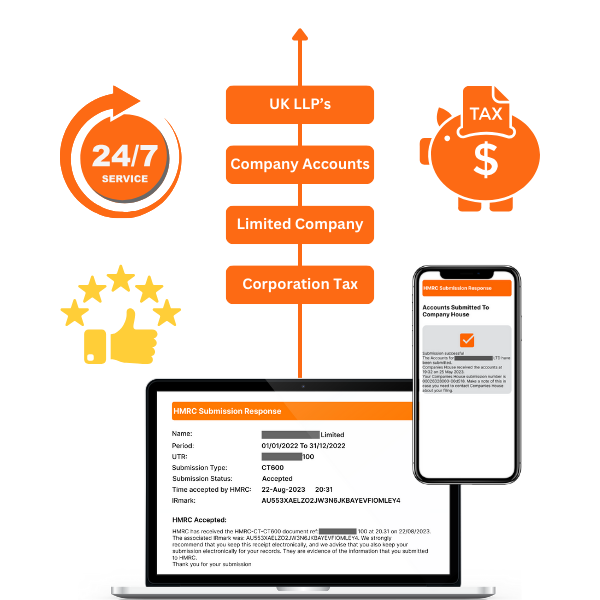 UK LLP's
Company Accounts
Limited Company
Corporation Tax
24/7
SERVICE
TAX
$
HMRC Submission Response
Accounts Submitted To
Company House
Submission successful
The Accounts for LTD have
been submitted.
Companies House received the accounts at
19:32 on 25 May 2023.
Your Companies House submission number is
Make a note of this in
case you need to contact Companies House
about your filing
HMRC Submission Response
Name: Limited
Period: 01/01/2022 To 31/12/2022
UTR: 100
Submission Type: CT600
Submission Status: Accepted
Time accepted by HMRC: 22-Aug-2023 20:31
IRmark: AU553XAELZO2JW3N6JKBAYEVFIOMLEY4
HMRC Accepted:
HMRC has received the HMRC-CT-CT600 document ref: 100 at 20:31 on 22/08/2023.
The associated IRmark was: AU553XAELZO2JW3N6JKBAYEVFIOMLEY4. We strongly
recommend that you keep this receipt electronically, and we advise that you also keep your
submission electronically for your records. They are evidence of the information that you submitted
to HMRC.
Thank you for your submission